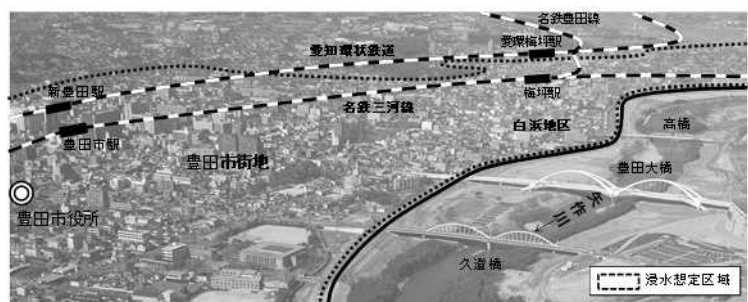 名鉄豊田線
愛知環状鉄道
愛環梅坪駅
新豊田駅
名鉄三河線
梅坪駅
豊田市駅
白浜地区
高橋
豊田市街地
豊田大橋
豊田市役所
矢作川
久澄橋
浸水想定区域